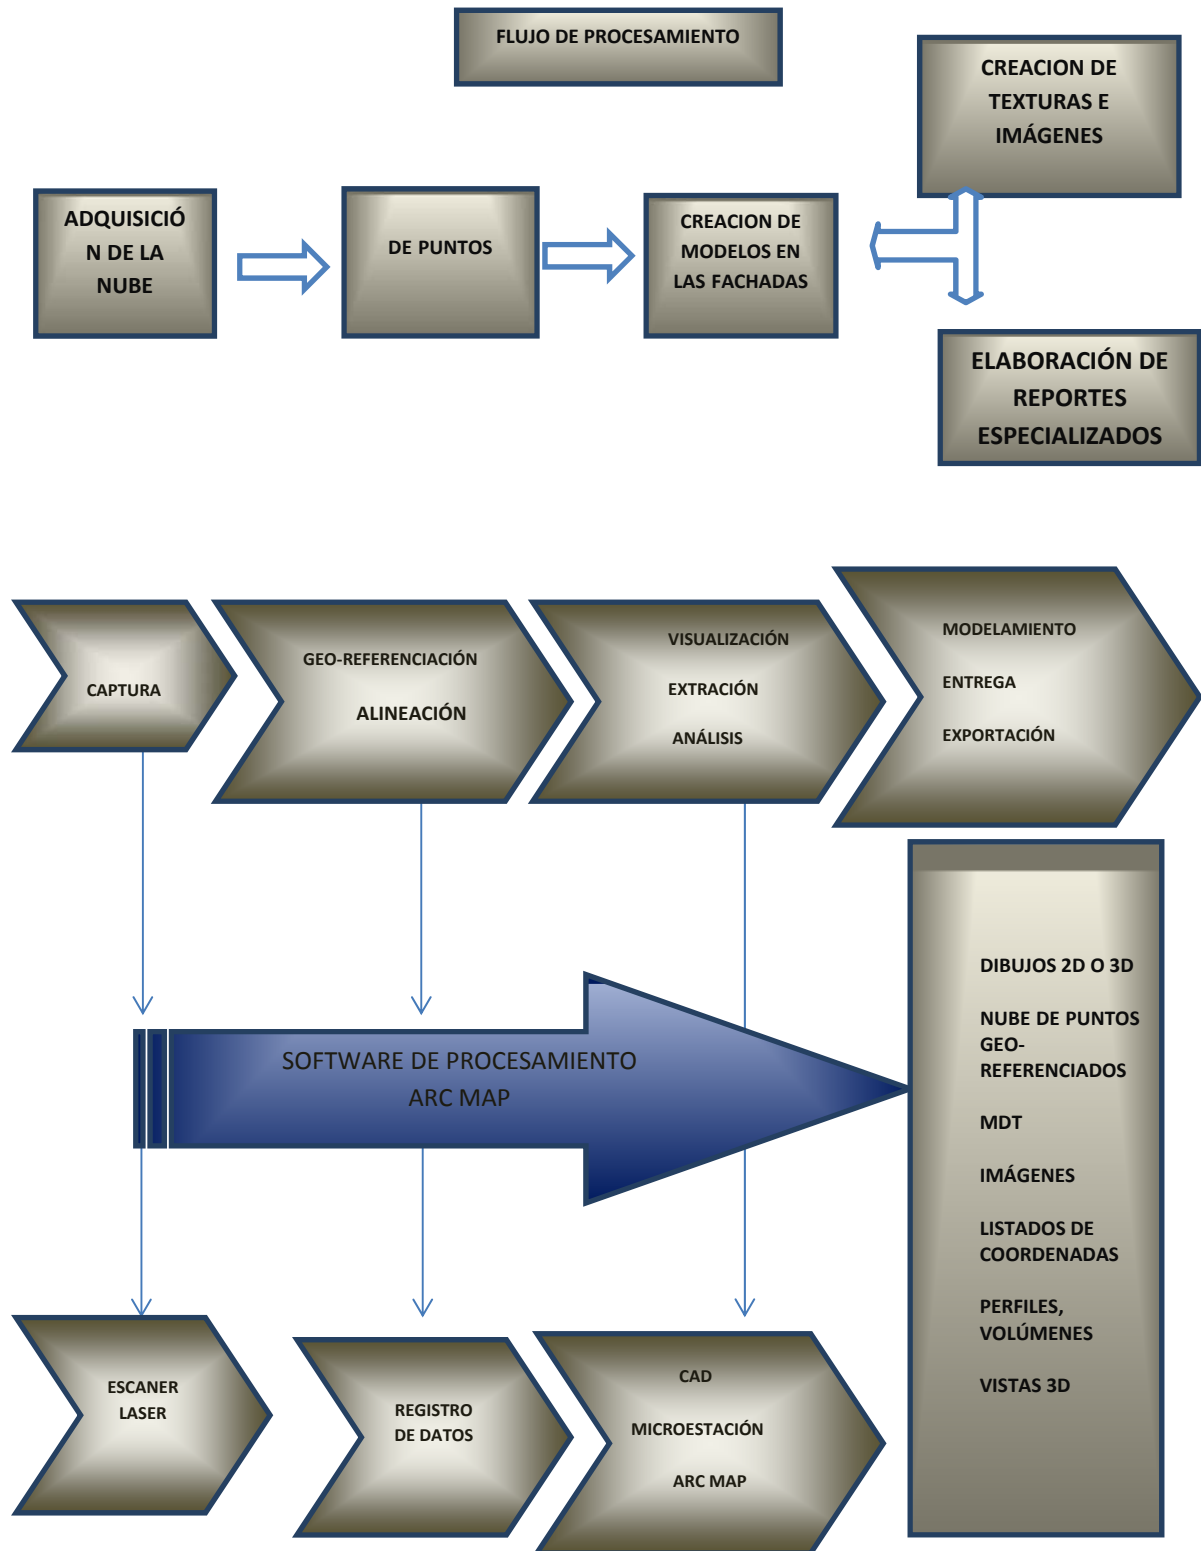 FLUJO DE PROCESAMIENTO
CREACION DE
TEXTURAS E
IMÁGENES
ADQUISICIÓ
N DE LA
NUBE
DE PUNTOS
CREACION DE
MODELOS EN
LAS FACHADAS
ELABORACIÓN DE
REPORTES
ESPECIALIZADOS
CAPTURA
GEO-REFERENCIACIÓN
ALINEACIÓN
VISUALIZACIÓN
EXTRACIÓN
ANÁLISIS
MODELAMIENTO
ENTREGA
EXPORTACIÓN
SOFTWARE DE PROCESAMIENTO
ARC MAP
DIBUJOS 2D O 3D
NUBE DE PUNTOS
GEO-
REFERENCIADOS
MDT
IMÁGENES
LISTADOS DE
COORDENADAS
PERFILES,
VOLÚMENES
VISTAS 3D
ESCANER
LASER
REGISTRO
DE DATOS
CAD
MICROESTACIÓN
ARC MAP